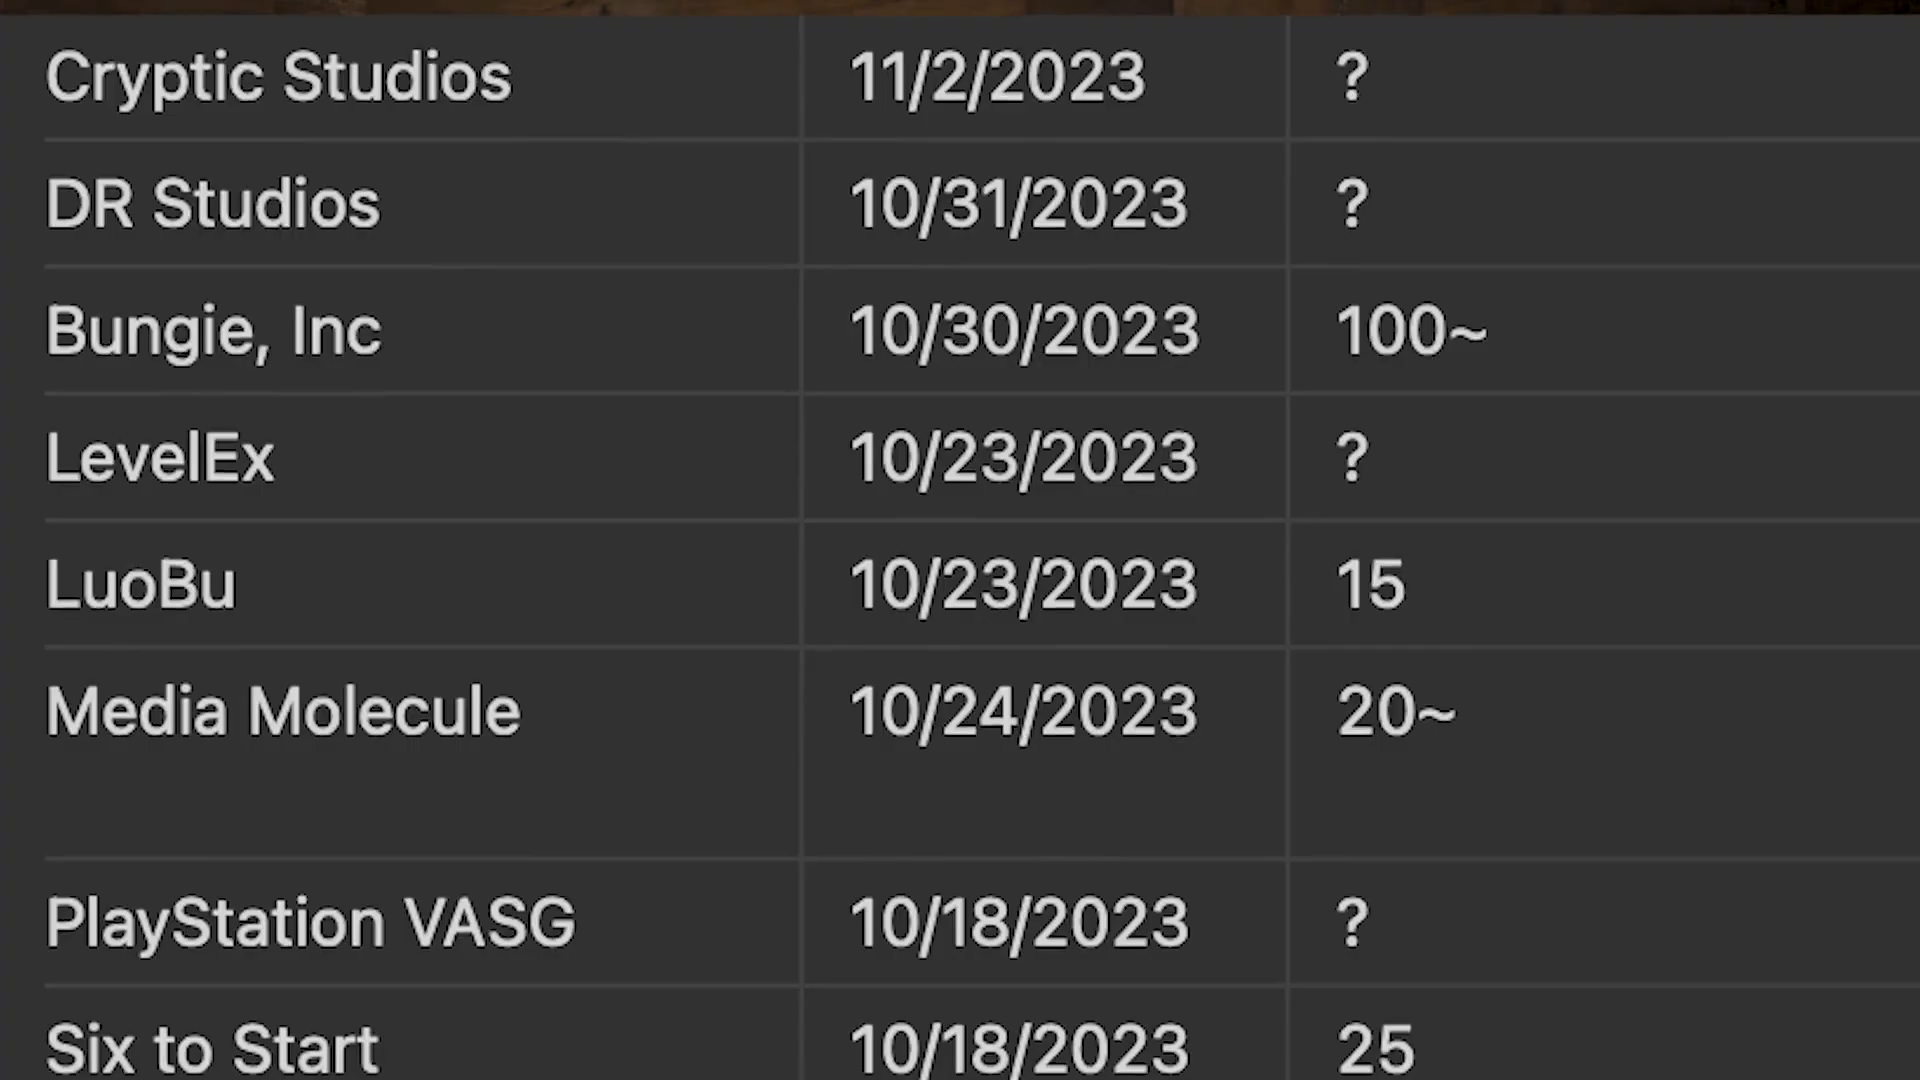 Cryptic Studios 11/2/2023 ?
DR Studios 10/31/2023 ?
Bungie, Inc 10/30/2023 100~
LevelEx 10/23/2023 ?
LuoBu 10/23/2023 15
Media Molecule 10/24/2023 20~
PlayStation VASG 10/18/2023 ?
Six to Start 10/18/2023 25